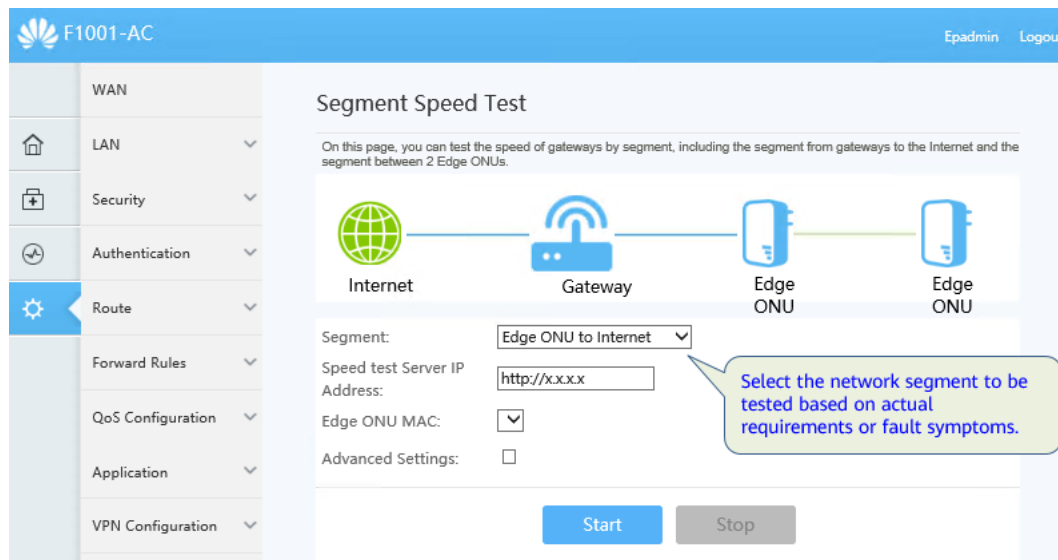 F1001-AC
Epadmin Logou
WAN
LAN
Security
Authentication
Route
Forward Rules
QoS Configuration
Application
VPN Configuration
Segment Speed Test
On this page, you can test the speed of gateways by segment, including the segment from gateways to the Internet and the
segment between 2 Edge ONUs.
Internet
Gateway
Edge
ONU
Edge
ONU
Segment: Edge ONU to Internet
Speed test Server IP
Address: http://x.x.x.x
Edge ONU MAC:
Advanced Settings:
Select the network segment to be
tested based on actual
requirements or fault symptoms.
Start Stop